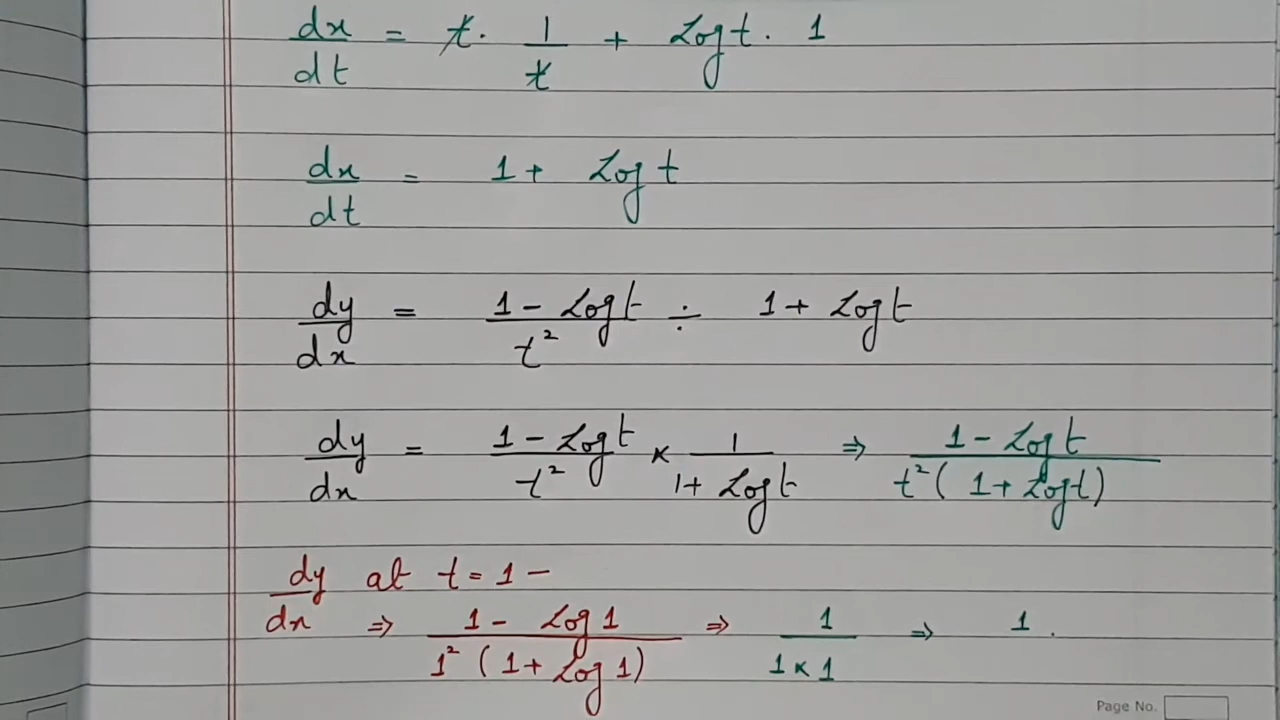 dx/dt = t. 1/t + Log t . 1
dx/dt = 1 + Log t
dy/dx = 1 - Log t/t² ÷ 1 + Log t
dy/dx = 1 - Log t/t² × 1/1 + Log t ⇒ 1 - Log t/t² ( 1 + Log t)
dy/dx at t = 1 -
⇒ 1 - Log 1/1² ( 1 + Log 1) ⇒ 1/1 × 1 ⇒ 1 .
Page No.